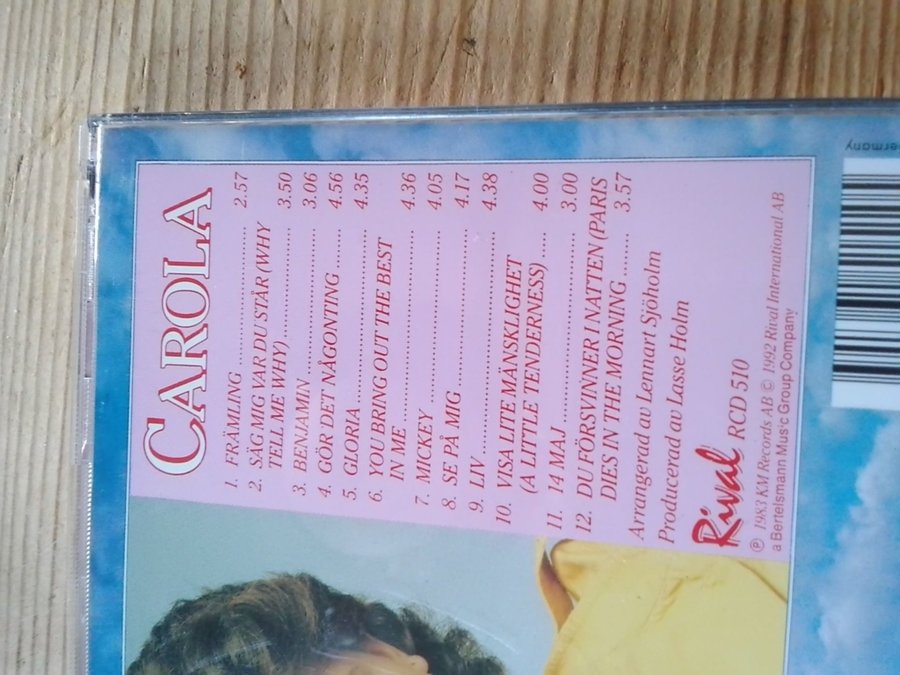 CAROLA
1. FRÄMLING 2.57
2. SÄG MIG VAR DU STÅR (WHY
TELL ME WHY) 3.50
3. BENJAMIN 3.06
4. GÖR DET NÅGONTING 4.56
5. GLORIA 4.35
6. YOU BRING OUT THE BEST
IN ME 4.36
7. MICKEY 4.05
8. SE PÅ MIG 4.17
9. LIV 4.38
10. VISA LITE MÄNSKLIGHET
(A LITTLE TENDERNESS) 4.00
11. 14 MAJ 3.00
12. DU FÖRSVINNER I NATTEN (PARIS
DIES IN THE MORNING) 3.57
Arrangerad av Lennart Sjöholm
Producerad av Lasse Holm
Rival RCD 510
℗ 1983 KM Records AB © 1992 Rival International AB
a Bertelsmann Music Group Company